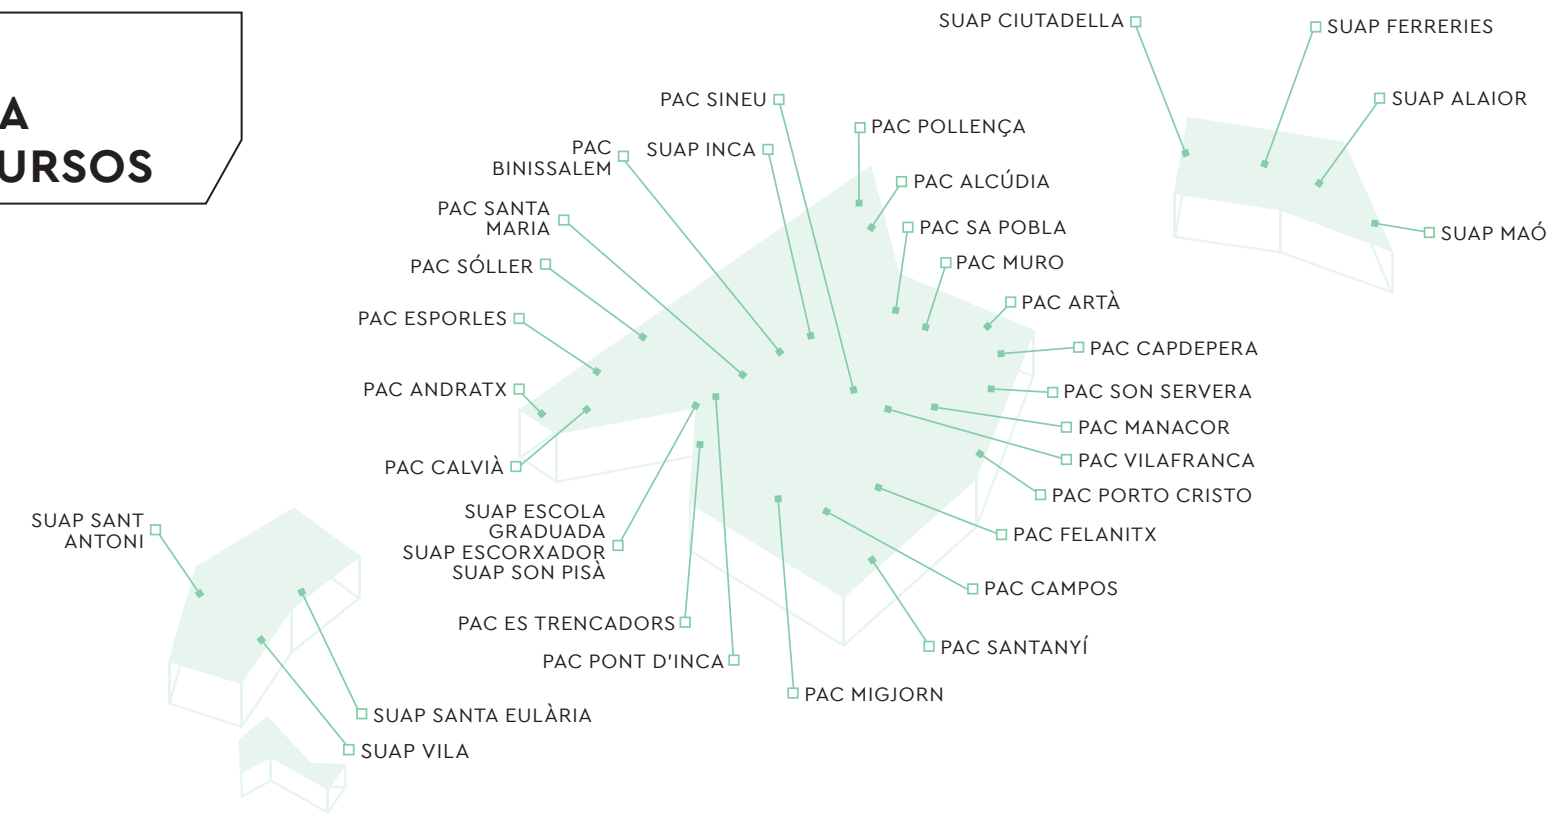 A
URSOS
SUAP CIUTADELLA
SUAP FERRERIES
SUAP ALAIOR
SUAP MAÓ
PAC SINEU
PAC POLLENÇA
PAC
BINISSALEM
SUAP INCA
PAC ALCÚDIA
PAC SANTA
MARIA
PAC SA POBLA
PAC SÓLLER
PAC MURO
PAC ARTÀ
PAC ESPORLES
PAC CAPDEPERA
PAC ANDRATX
PAC SON SERVERA
PAC MANACOR
PAC CALVIÀ
PAC VILAFRANCA
PAC PORTO CRISTO
SUAP ESCOLA
GRADUADA
SUAP ESCORXADOR
SUAP SON PISÀ
SUAP SANT
ANTONI
PAC FELANITX
PAC CAMPOS
PAC ES TRENCADORS
PAC SANTANYÍ
PAC PONT D'INCA
PAC MIGJORN
SUAP SANTA EULÀRIA
SUAP VILA